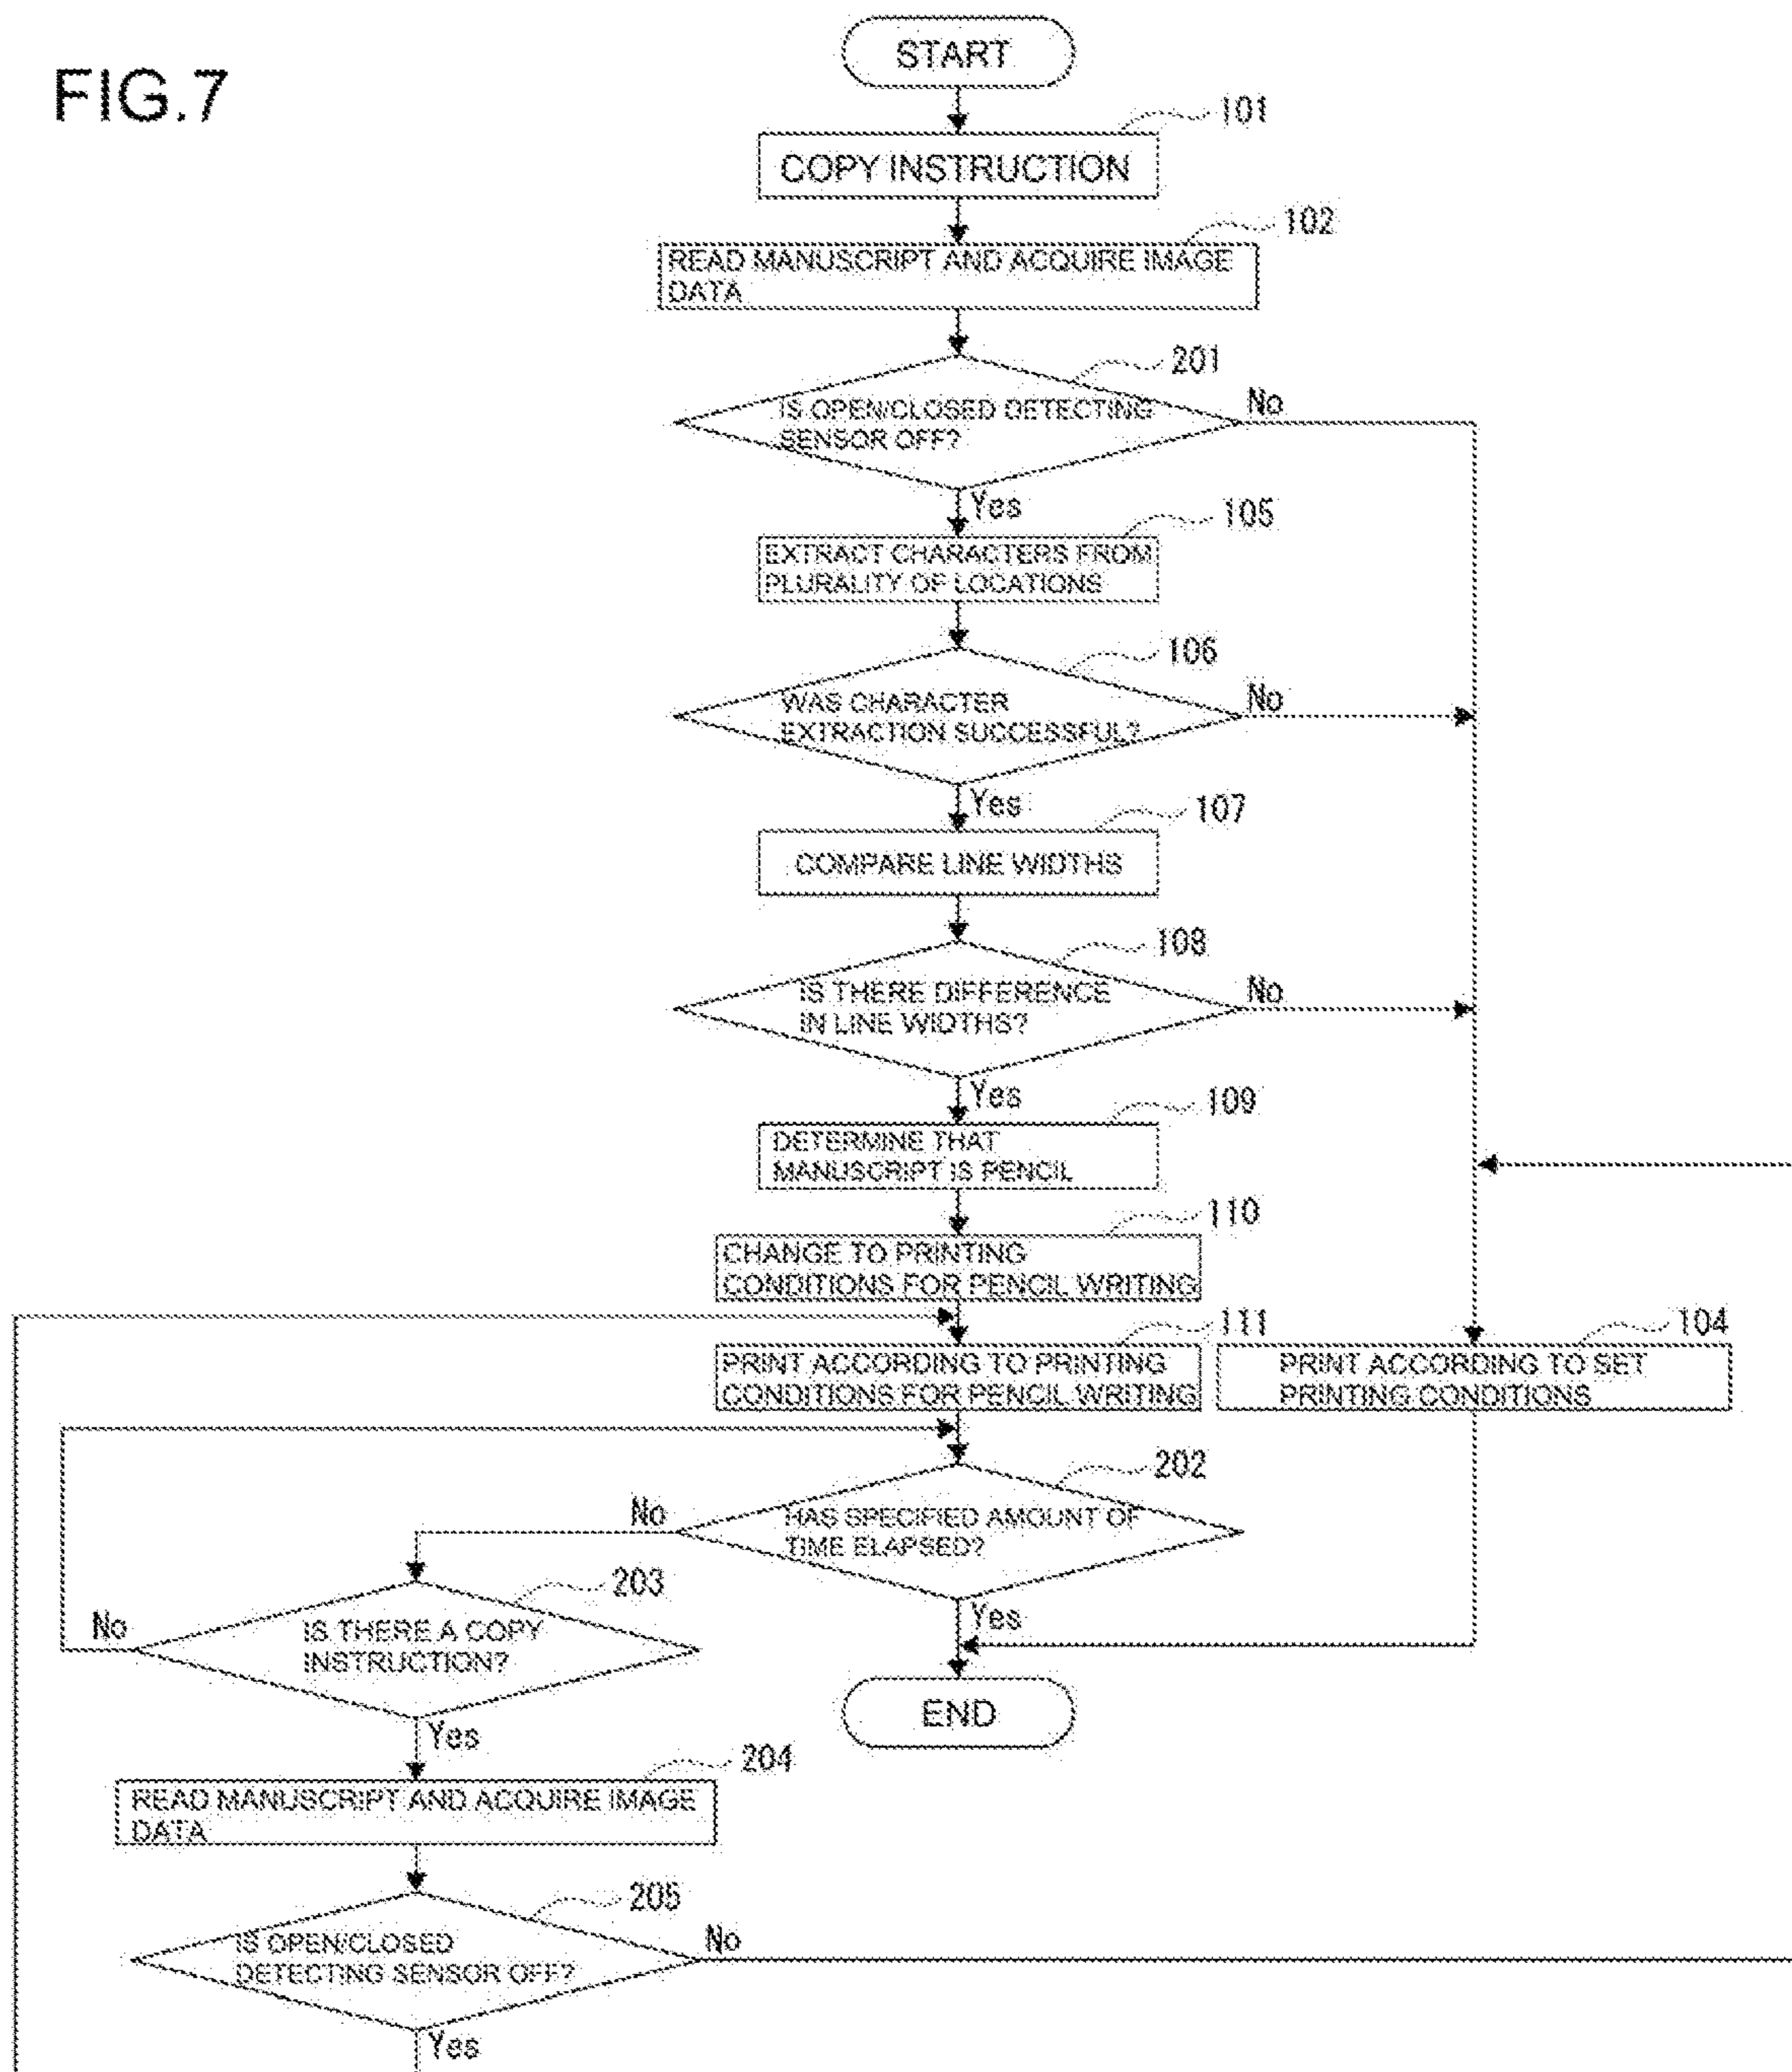 FIG.7
START
101
COPY INSTRUCTION
102
READ MANUSCRIPT AND ACQUIRE IMAGE
DATA
201
IS OPEN/CLOSED DETECTING
SENSOR OFF?
No
Yes
105
EXTRACT CHARACTERS FROM
PLURALITY OF LOCATIONS
106
WAS CHARACTER
EXTRACTION SUCCESSFUL?
No
Yes
107
COMPARE LINE WIDTHS
108
IS THERE DIFFERENCE
IN LINE WIDTHS?
No
Yes
109
DETERMINE THAT
MANUSCRIPT IS PENCIL
110
CHANGE TO PRINTING
CONDITIONS FOR PENCIL WRITING
111
PRINT ACCORDING TO PRINTING
CONDITIONS FOR PENCIL WRITING
104
PRINT ACCORDING TO SET
PRINTING CONDITIONS
202
HAS SPECIFIED AMOUNT OF
TIME ELAPSED?
No
Yes
203
IS THERE A COPY
INSTRUCTION?
No
Yes
END
204
READ MANUSCRIPT AND ACQUIRE IMAGE
DATA
205
IS OPEN/CLOSED
DETECTING SENSOR OFF?
No
Yes